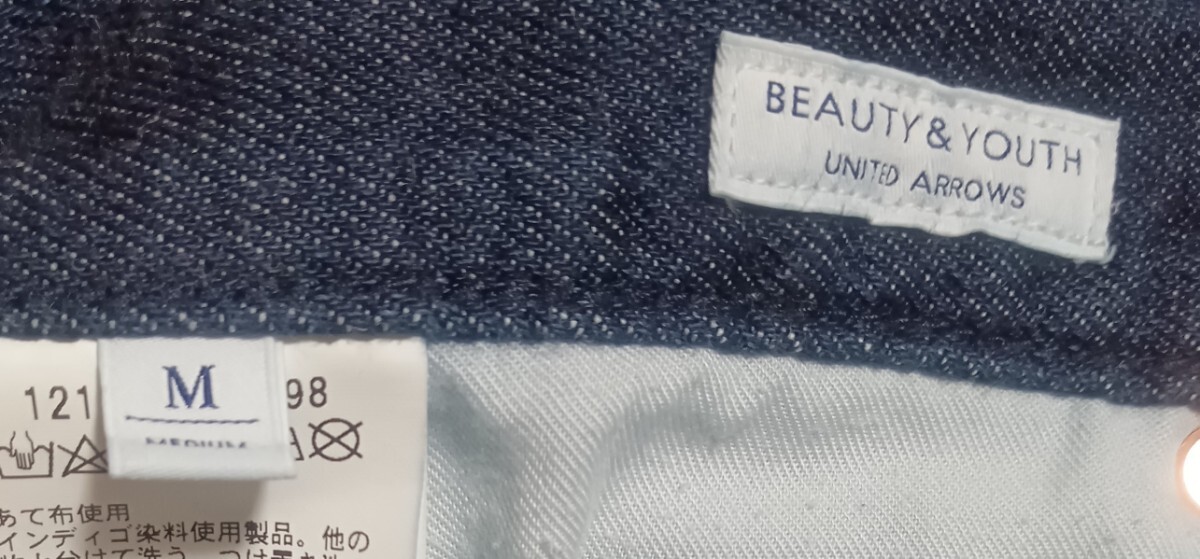 BEAUTY & YOUTH
UNITED ARROWS
M
MEDIUM
121
98
あて布使用
インディゴ染料使用製品。他の